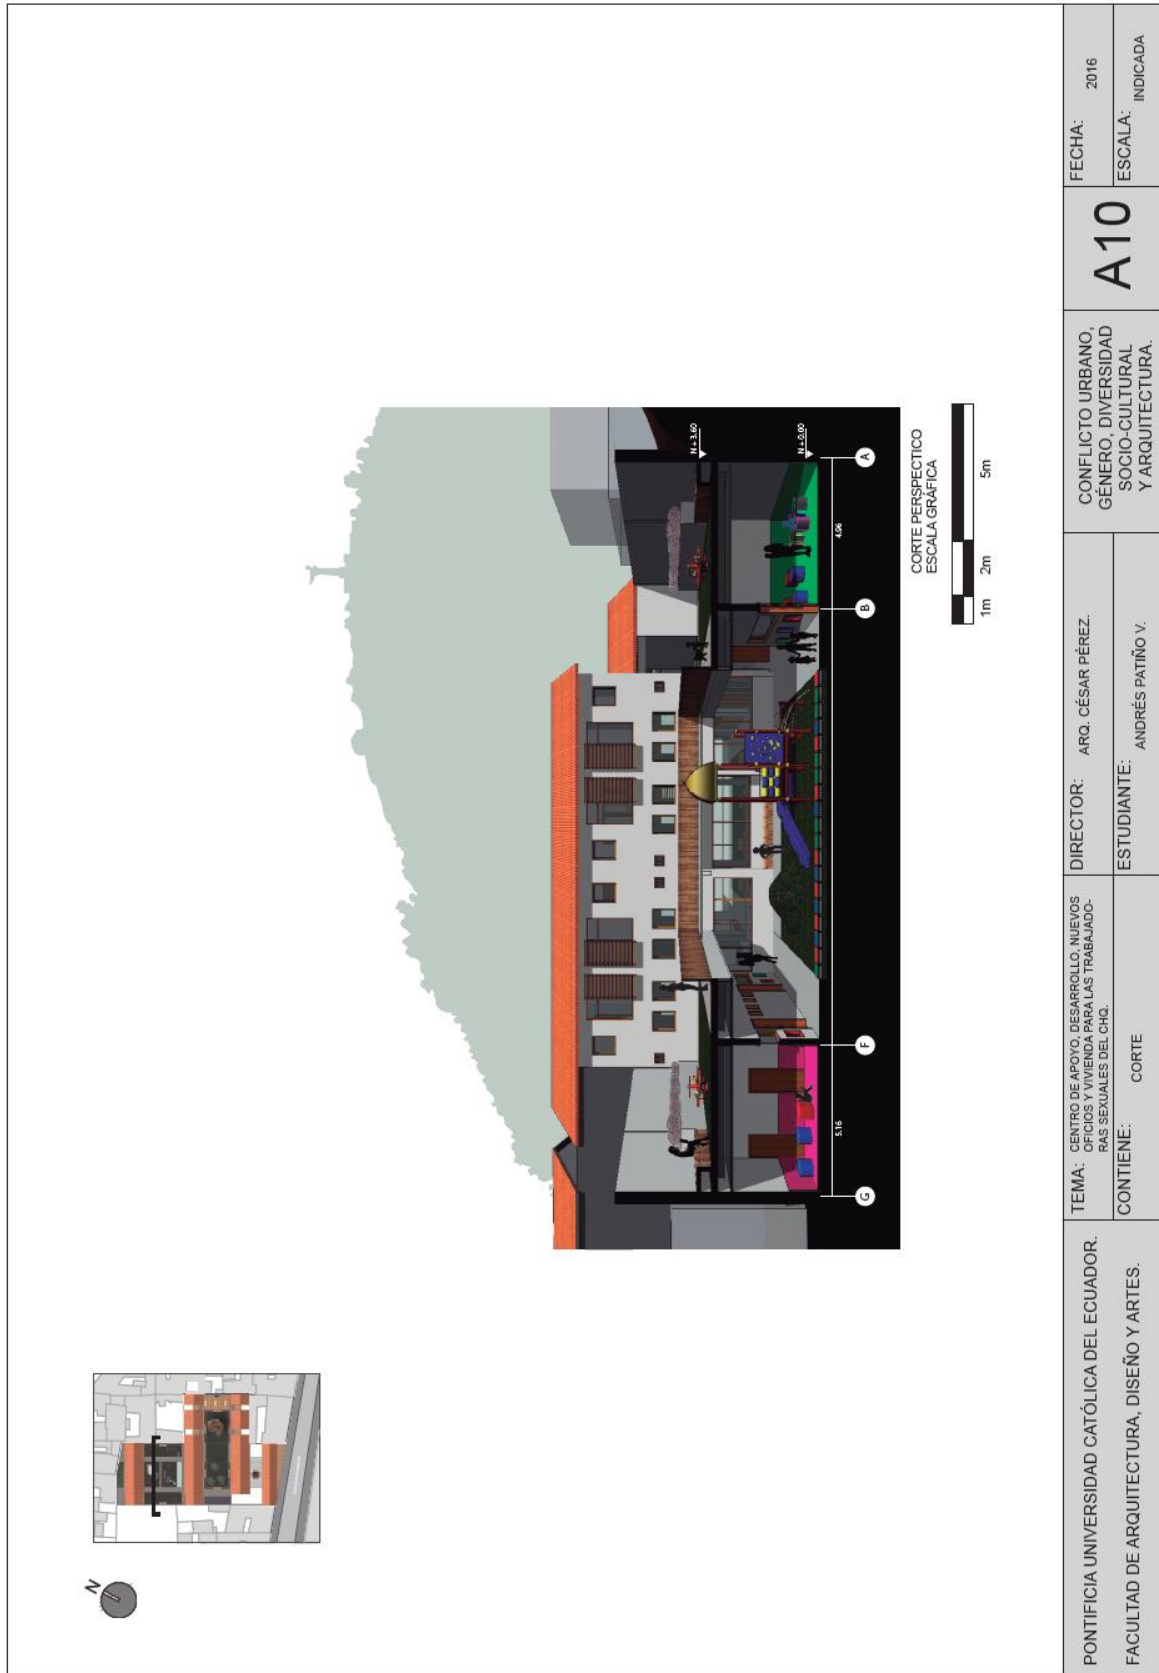 N
N + 3.60
N + 0.00
G
F
B
A
5.16
4.96
CORTE PERSPECTICO
ESCALA GRÁFICA
1m
2m
5m
PONTIFICIA UNIVERSIDAD CATÓLICA DEL ECUADOR.
FACULTAD DE ARQUITECTURA, DISEÑO Y ARTES.
TEMA: CENTRO DE APOYO, DESARROLLO, NUEVOS
OFICIOS Y VIVIENDA PARA LAS TRABAJADO-
RAS SEXUALES DEL CHQ.
CONTIENE: CORTE
DIRECTOR: ARQ. CÉSAR PÉREZ.
ESTUDIANTE: ANDRÉS PATIÑO V.
CONFLICTO URBANO,
GÉNERO, DIVERSIDAD
SOCIO-CULTURAL
Y ARQUITECTURA.
A10
FECHA: 2016
ESCALA: INDICADA